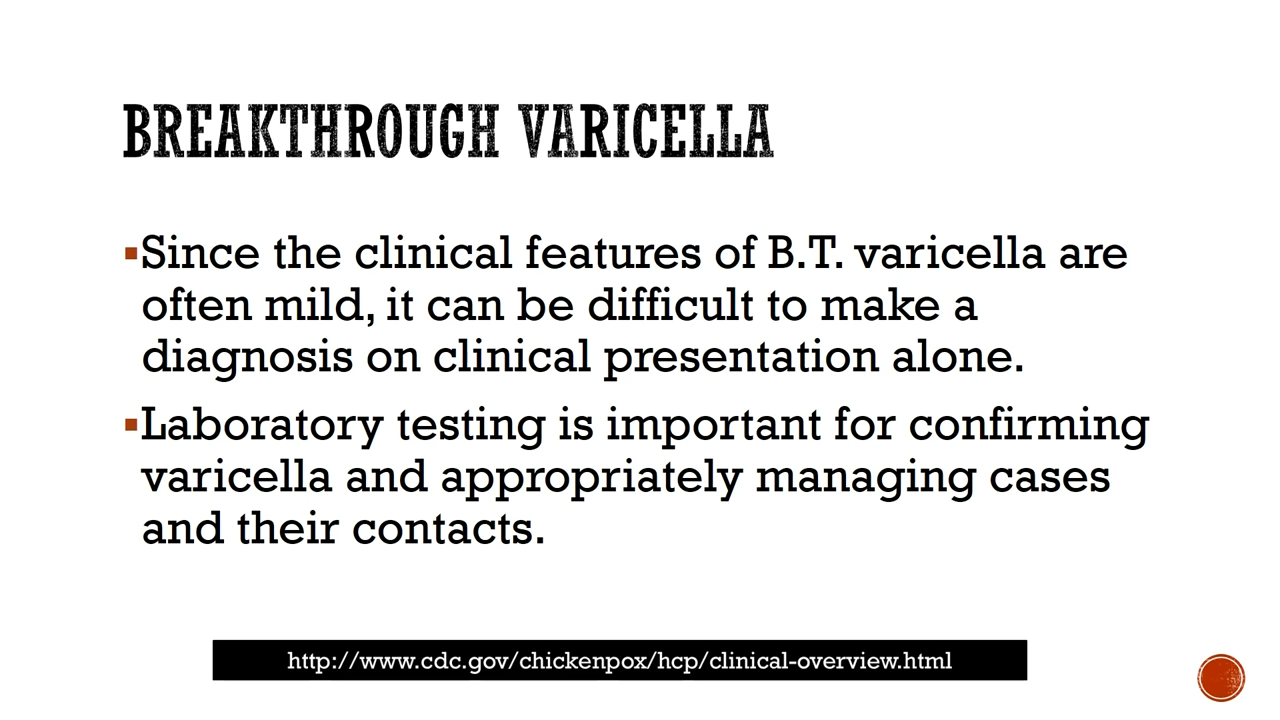 BREAKTHROUGH VARICELLA
▪Since the clinical features of B.T. varicella are
often mild, it can be difficult to make a
diagnosis on clinical presentation alone.
▪Laboratory testing is important for confirming
varicella and appropriately managing cases
and their contacts.
http://www.cdc.gov/chickenpox/hcp/clinical-overview.html